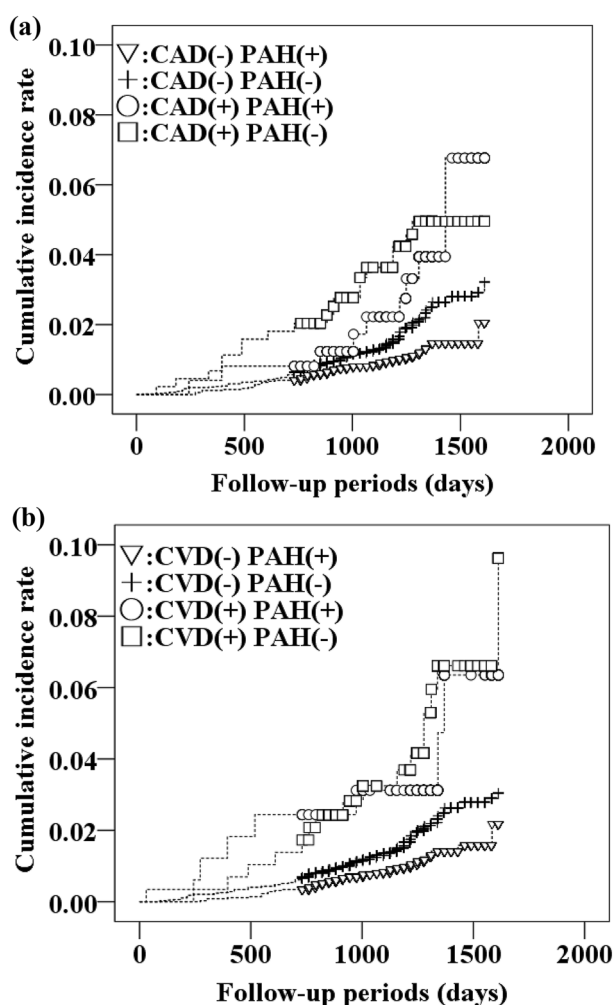 (a)
0.10
0.08
0.06
0.04
0.02
0.00
Cumulative incidence rate
▽:CAD(-) PAH(+)
+:CAD(-) PAH(-)
○:CAD(+) PAH(+)
□:CAD(+) PAH(-)
0 500 1000 1500 2000
Follow-up periods (days)
(b)
0.10
0.08
0.06
0.04
0.02
0.00
Cumulative incidence rate
▽:CVD(-) PAH(+)
+:CVD(-) PAH(-)
○:CVD(+) PAH(+)
□:CVD(+) PAH(-)
0 500 1000 1500 2000
Follow-up periods (days)